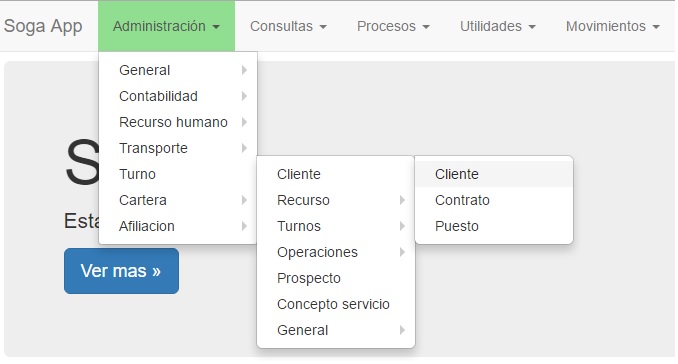 Soga App Administración Consultas Procesos Utilidades Movimientos
General
Contabilidad
Recurso humano
Transporte
Turno
Cartera
Afiliacion
Cliente
Recurso
Turnos
Operaciones
Prospecto
Concepto servicio
General
Cliente
Contrato
Puesto
S
Esta
Ver mas »